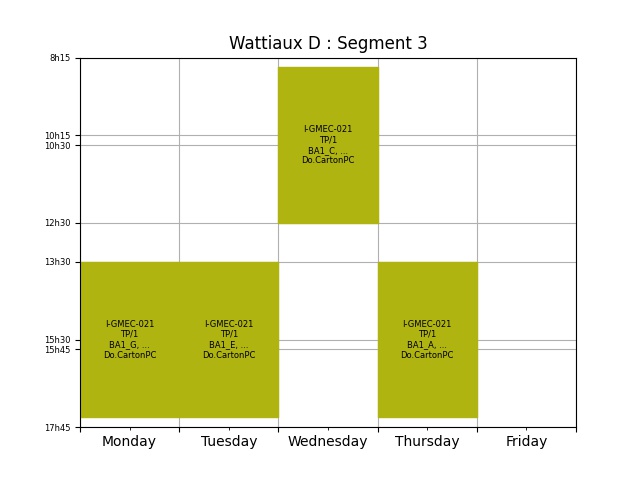 Wattiaux D : Segment 3
8h15
10h15
10h30
12h30
13h30
15h30
15h45
17h45
I-GMEC-021
TP/1
BA1_C, ...
Do.CartonPC
I-GMEC-021
TP/1
BA1_G, ...
Do.CartonPC
I-GMEC-021
TP/1
BA1_E, ...
Do.CartonPC
I-GMEC-021
TP/1
BA1_A, ...
Do.CartonPC
Monday
Tuesday
Wednesday
Thursday
Friday